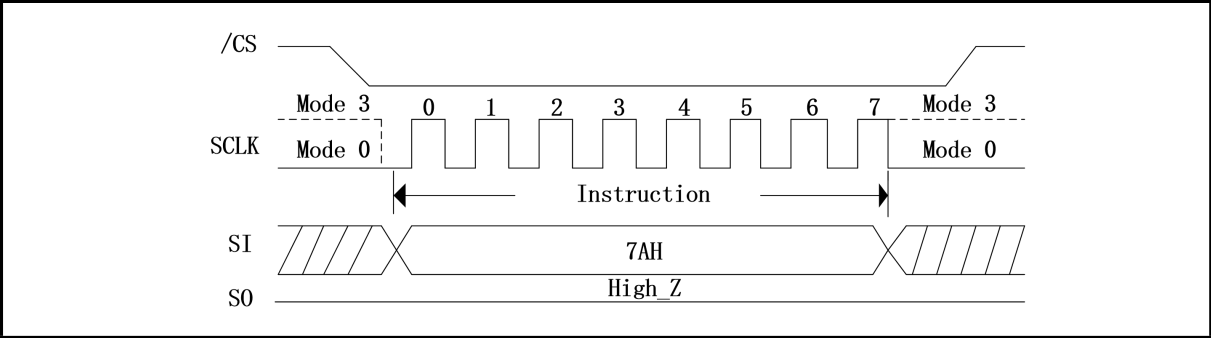 /CS
Mode 3 0 1 2 3 4 5 6 7 Mode 3
SCLK Mode 0 Mode 0
Instruction
SI 7AH
SO High_Z